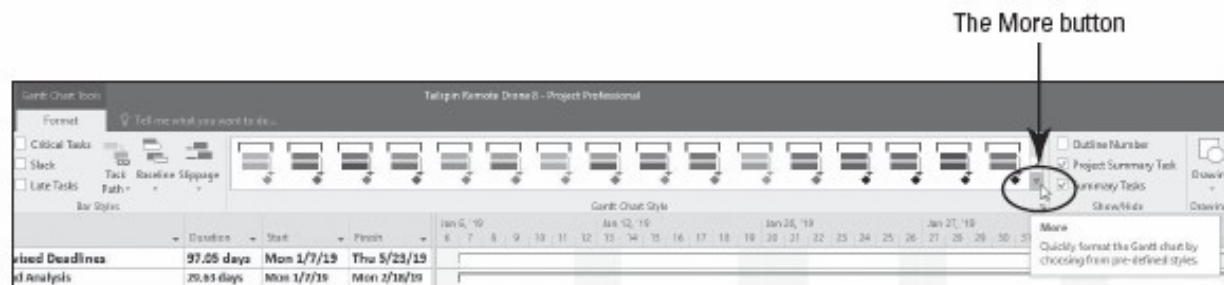 The More button
Gantt Chart Tools
Tailspin Remote Drone 8 - Project Professional
Format
Tell me what you want to do...
Critical Tasks
Slack
Late Tasks
Task Path
Baseline
Slippage
Bar Styles
Gantt Chart Style
Outline Number
Project Summary Task
Summary Tasks
Show/Hide
Drawin
Drawin
Jan 6, '19 Jan 12, '19 Jan 26, '19 Jan 27, '19
Duration Start Finish 6 7 8 9 10 11 12 13 14 15 16 17 18 19 20 21 22 23 24 25 26 27 28 29 30
More
Quickly format the Gantt chart by
choosing from pre-defined styles.
vised Deadlines 97.05 days Mon 1/7/19 Thu 5/23/19
d Analysis 29.63 days Mon 1/7/19 Mon 2/18/19